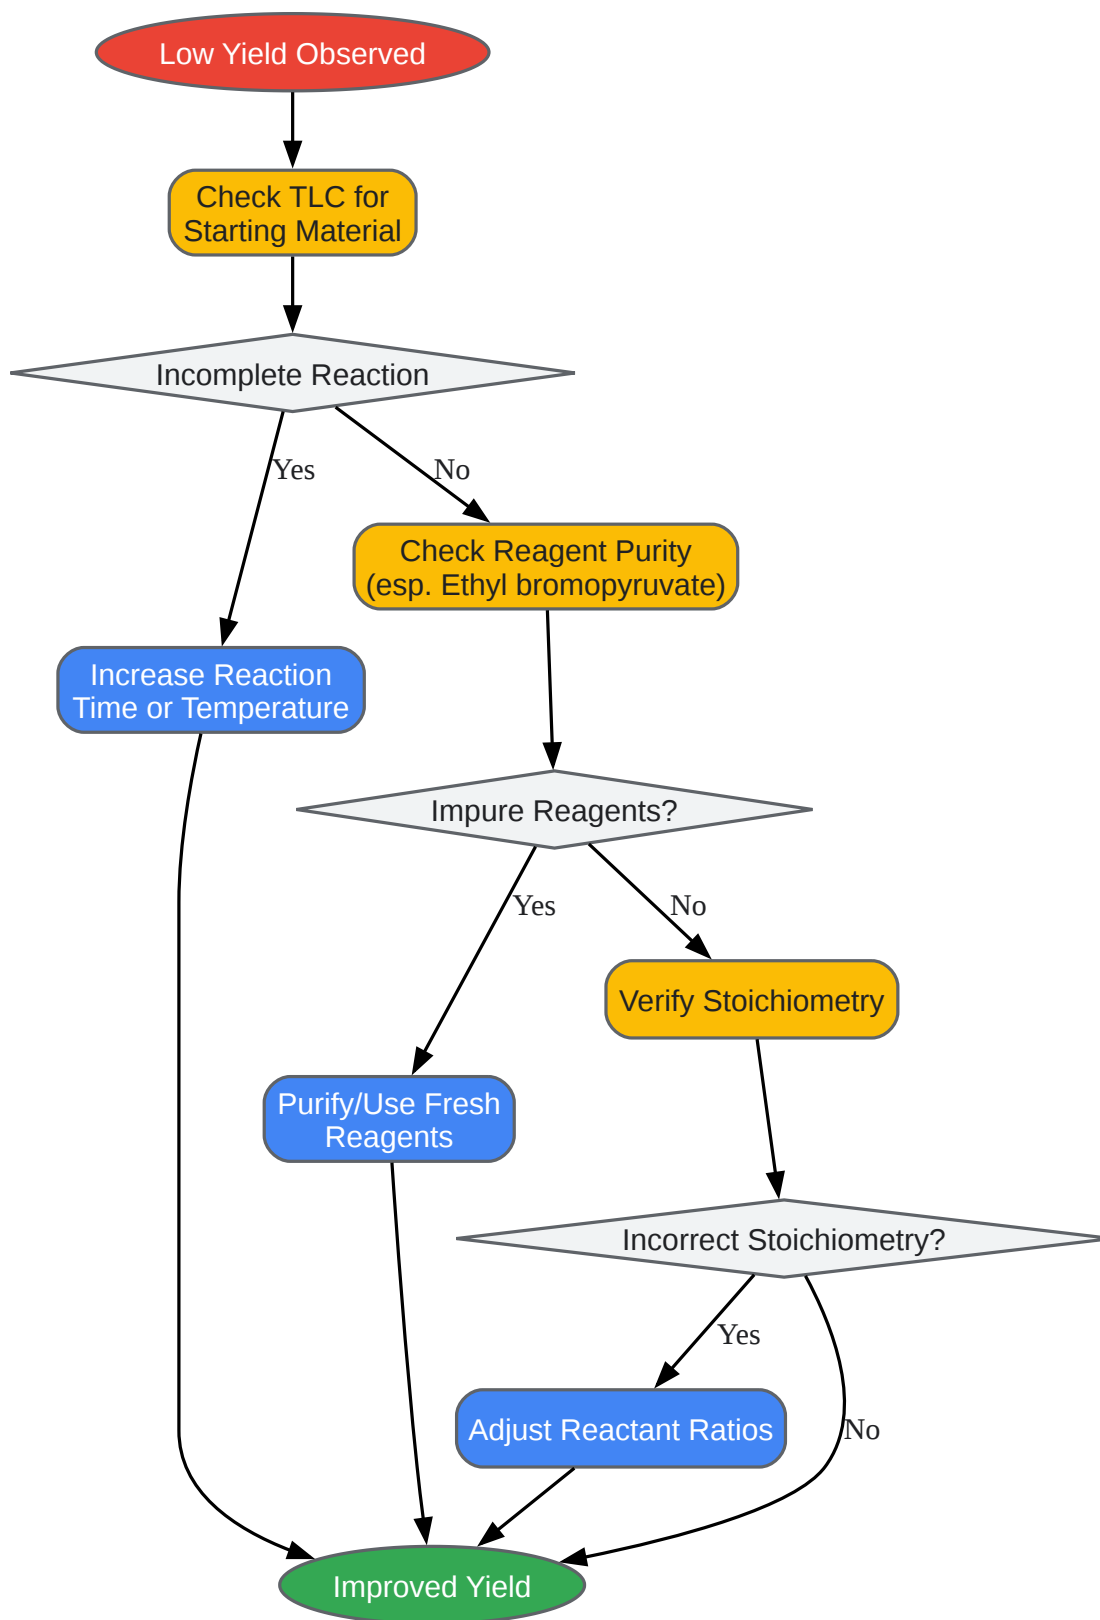 Low Yield Observed
Check TLC for
Starting Material
Incomplete Reaction
Yes
No
Check Reagent Purity
(esp. Ethyl bromopyruvate)
Increase Reaction
Time or Temperature
Impure Reagents?
Yes
No
Verify Stoichiometry
Purify/Use Fresh
Reagents
Incorrect Stoichiometry?
Yes
Adjust Reactant Ratios
No
Improved Yield